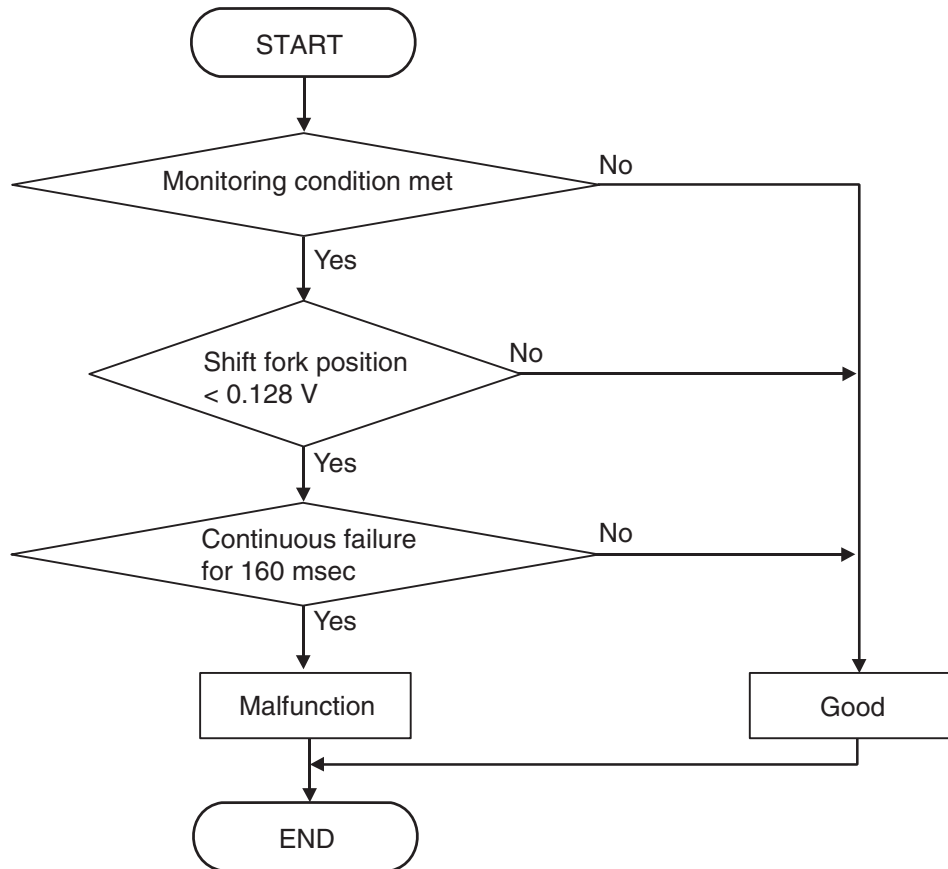 START
Monitoring condition met
No
Yes
Shift fork position
< 0.128 V
No
Yes
Continuous failure
for 160 msec
No
Yes
Malfunction
Good
END